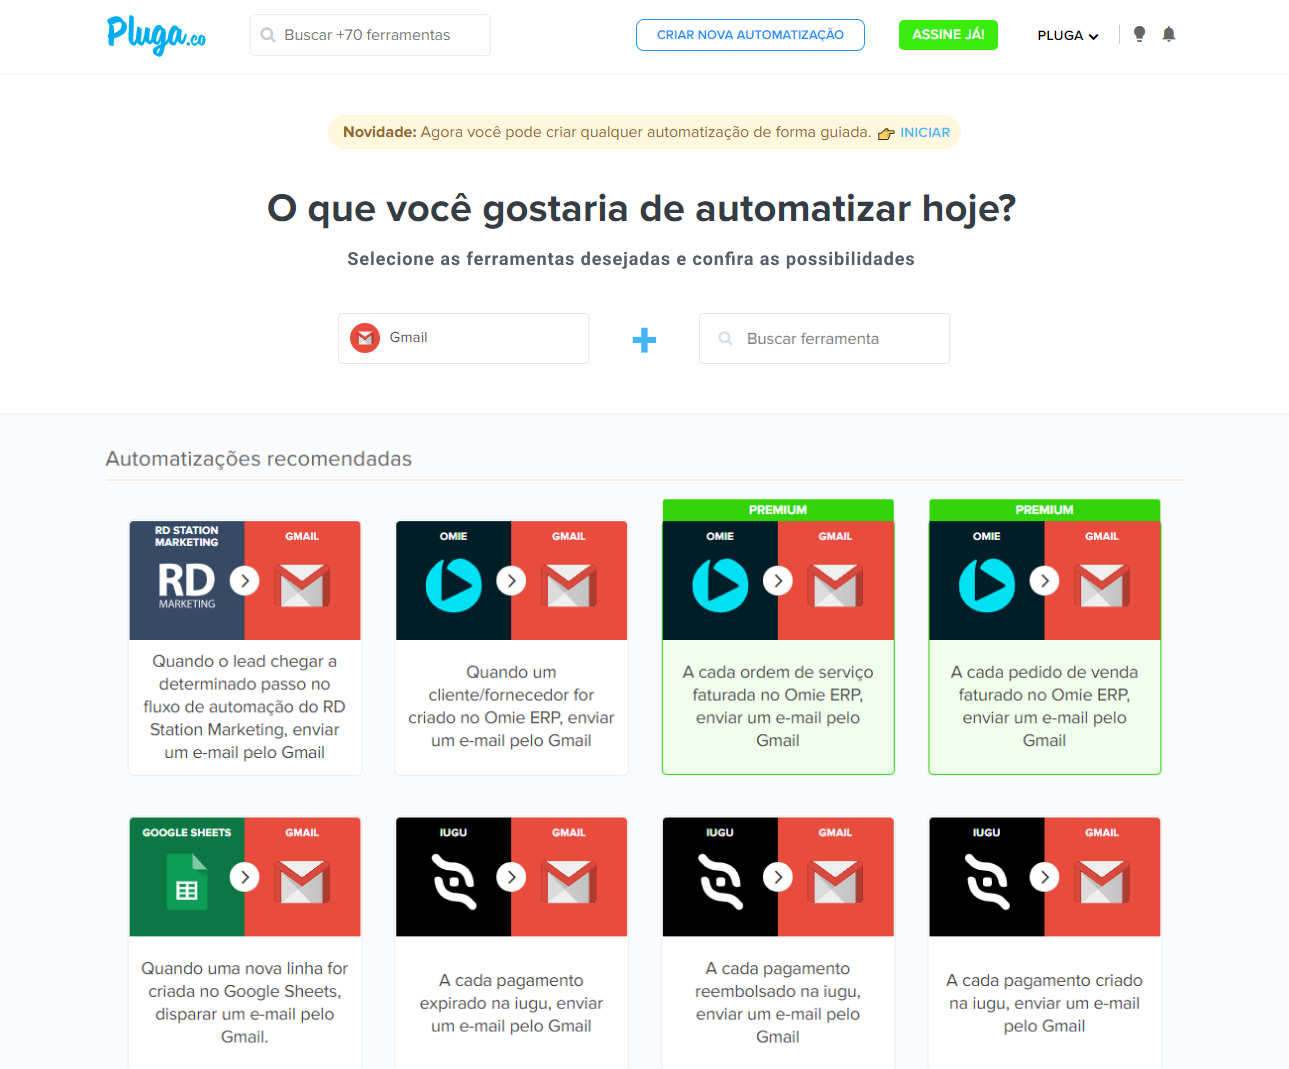 Pluga.co
Buscar +70 ferramentas
CRIAR NOVA AUTOMATIZAÇÃO
ASSINE JÁ!
PLUGA
Novidade: Agora você pode criar qualquer automatização de forma guiada. 👉 INICIAR
O que você gostaria de automatizar hoje?
Selecione as ferramentas desejadas e confira as possibilidades
Gmail
Buscar ferramenta
Automatizações recomendadas
RD STATION
MARKETING
GMAIL
RD
MARKETING
Quando o lead chegar a
determinado passo no
fluxo de automação do RD
Station Marketing, enviar
um e-mail pelo Gmail
OMIE
GMAIL
Quando um
cliente/fornecedor for
criado no Omie ERP, enviar
um e-mail pelo Gmail
PREMIUM
OMIE
GMAIL
A cada ordem de serviço
faturada no Omie ERP,
enviar um e-mail pelo
Gmail
PREMIUM
OMIE
GMAIL
A cada pedido de venda
faturado no Omie ERP,
enviar um e-mail pelo
Gmail
GOOGLE SHEETS
GMAIL
Quando uma nova linha for
criada no Google Sheets,
disparar um e-mail pelo
Gmail.
IUGU
GMAIL
A cada pagamento
expirado na iugu, enviar
um e-mail pelo Gmail
IUGU
GMAIL
A cada pagamento
reembolsado na iugu,
enviar um e-mail pelo
Gmail
IUGU
GMAIL
A cada pagamento criado
na iugu, enviar um e-mail
pelo Gmail